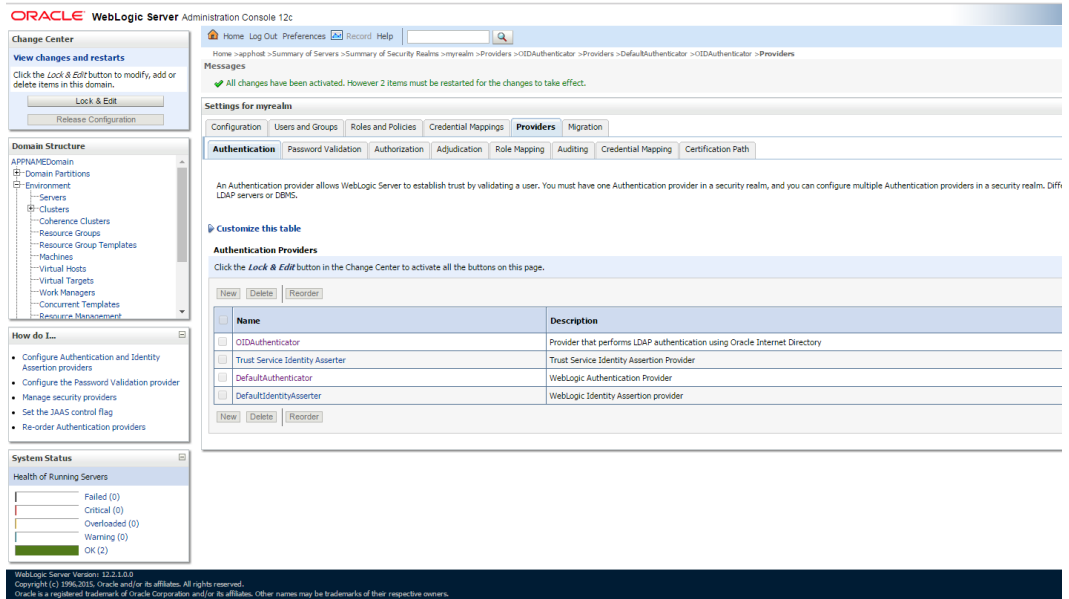 ORACLE WebLogic Server Administration Console 12c
Change Center
View changes and restarts
Click the Lock & Edit button to modify, add or
delete items in this domain.
Lock & Edit
Release Configuration
Domain Structure
APPNAMEDomain
Domain Partitions
Environment
Servers
Clusters
Coherence Clusters
Resource Groups
Resource Group Templates
Machines
Virtual Hosts
Virtual Targets
Work Managers
Concurrent Templates
Resource Management
How do I...
Configure Authentication and Identity
Assertion providers
Configure the Password Validation provider
Manage security providers
Set the JAAS control flag
Re-order Authentication providers
System Status
Health of Running Servers
Failed (0)
Critical (0)
Overloaded (0)
Warning (0)
OK (2)
Home Log Out Preferences Record Help
Home >apphost >Summary of Servers >Summary of Security Realms >myrealm >Providers >OIDAuthenticator >Providers >DefaultAuthenticator >OIDAuthenticator >Providers
Messages
All changes have been activated. However 2 items must be restarted for the changes to take effect.
Settings for myrealm
Configuration Users and Groups Roles and Policies Credential Mappings Providers Migration
Authentication Password Validation Authorization Adjudication Role Mapping Auditing Credential Mapping Certification Path
An Authentication provider allows WebLogic Server to establish trust by validating a user. You must have one Authentication provider in a security realm, and you can configure multiple Authentication providers in a security realm. Diff
LDAP servers or DBMS.
Customize this table
Authentication Providers
Click the Lock & Edit button in the Change Center to activate all the buttons on this page.
New Delete Reorder
Name Description
OIDAuthenticator Provider that performs LDAP authentication using Oracle Internet Directory
Trust Service Identity Asserter Trust Service Identity Assertion Provider
DefaultAuthenticator WebLogic Authentication Provider
DefaultIdentityAsserter WebLogic Identity Assertion provider
New Delete Reorder
WebLogic Server Version: 12.2.1.0.0
Copyright (c) 1996,2015, Oracle and/or its affiliates. All rights reserved.
Oracle is a registered trademark of Oracle Corporation and/or its affiliates. Other names may be trademarks of their respective owners.